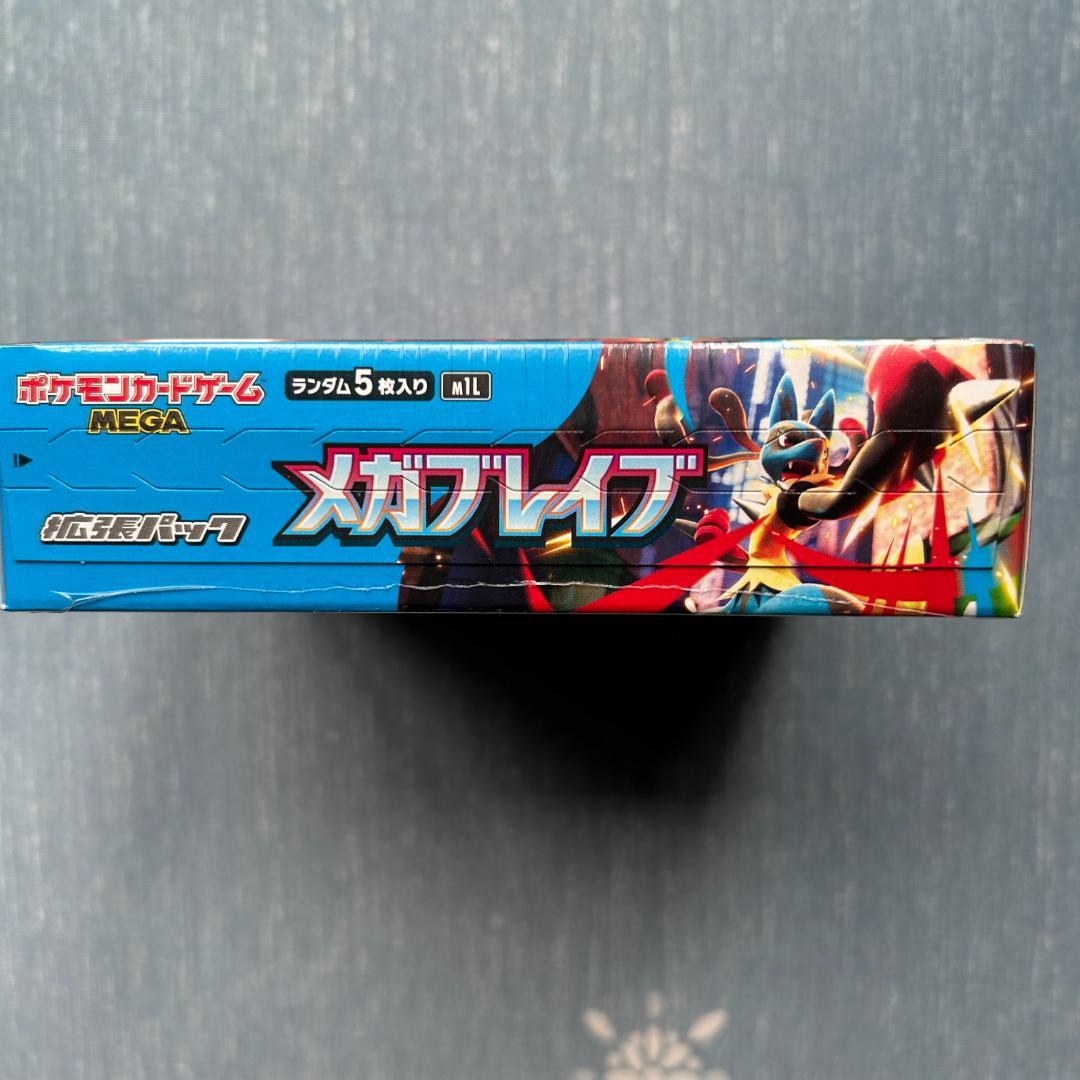 ポケモンカードゲーム
MEGA
ランダム5枚入り
M1L
メガブレイブ
拡張パック